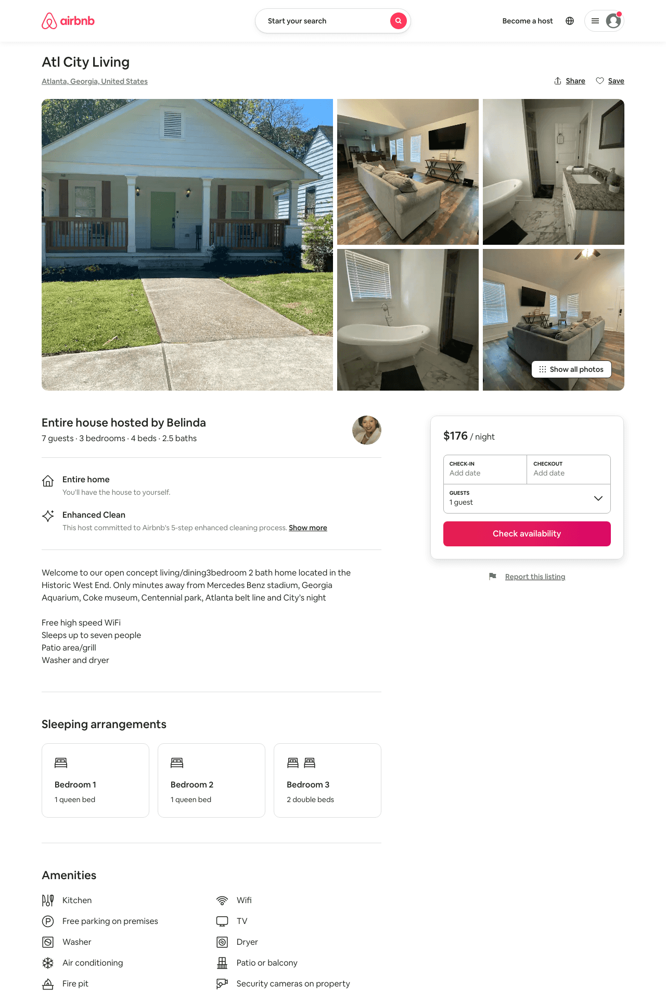 airbnb
Start your search
Become a host
Atl City Living
Atlanta, Georgia, United States
Share
Save
Show all photos
Entire house hosted by Belinda
7 guests · 3 bedrooms · 4 beds · 2.5 baths
Entire home
You’ll have the house to yourself.
Enhanced Clean
This host committed to Airbnb's 5-step enhanced cleaning process. Show more
$176 / night
CHECK-IN
Add date
CHECKOUT
Add date
GUESTS
1 guest
Check availability
Report this listing
Welcome to our open concept living/dining3bedroom 2 bath home located in the
Historic West End. Only minutes away from Mercedes Benz stadium, Georgia
Aquarium, Coke museum, Centennial park, Atlanta belt line and City’s night
Free high speed WiFi
Sleeps up to seven people
Patio area/grill
Washer and dryer
Sleeping arrangements
Bedroom 1
1 queen bed
Bedroom 2
1 queen bed
Bedroom 3
2 double beds
Amenities
Kitchen
Wifi
Free parking on premises
TV
Washer
Dryer
Air conditioning
Patio or balcony
Fire pit
Security cameras on property